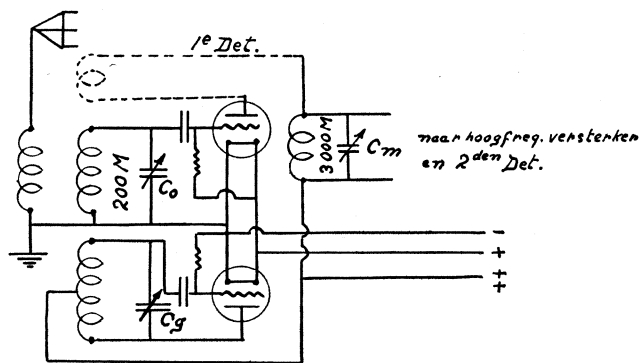 1e Det.
200 M
Co
3000 M
Cm
naar hoogfreq. versterker
en 2den Det.
Cg
-
+
+
+